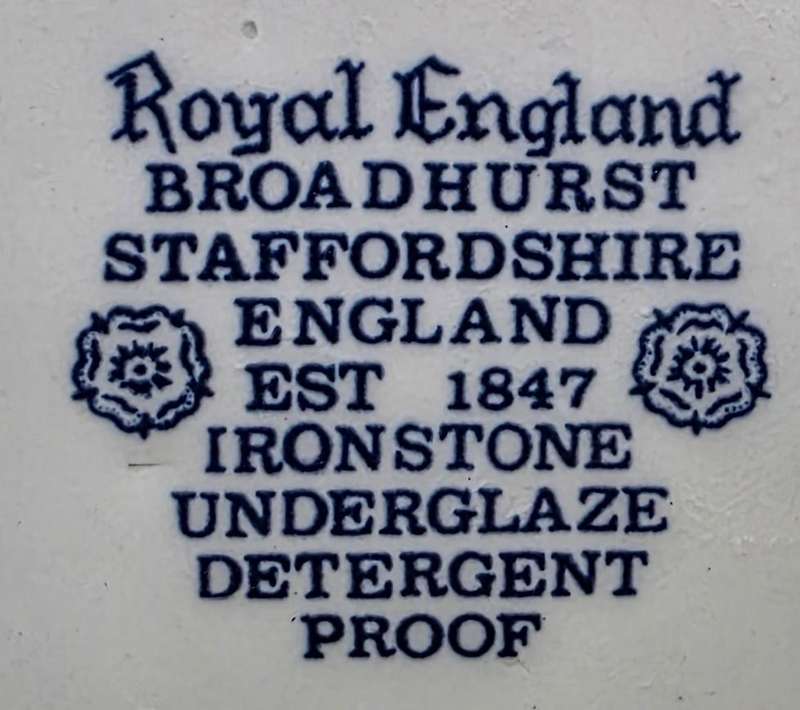 Royal England
BROADHURST
STAFFORDSHIRE
ENGLAND
EST 1847
IRONSTONE
UNDERGLAZE
DETERGENT
PROOF